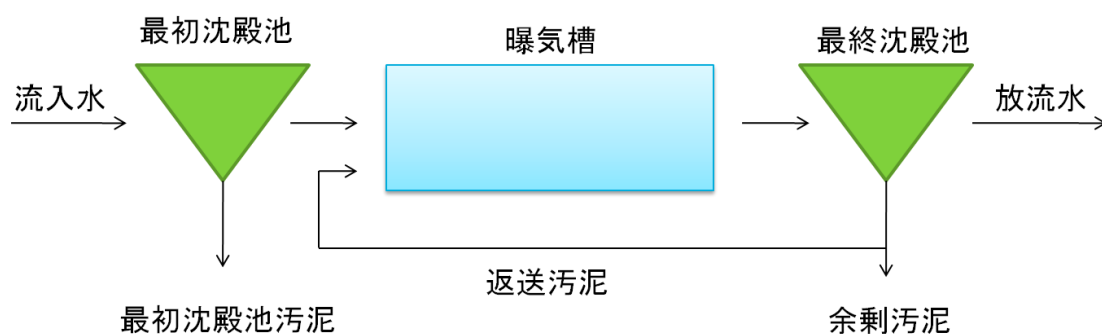 最初沈殿池
曝気槽
最終沈殿池
流入水
放流水
返送汚泥
最初沈殿池汚泥
余剰汚泥